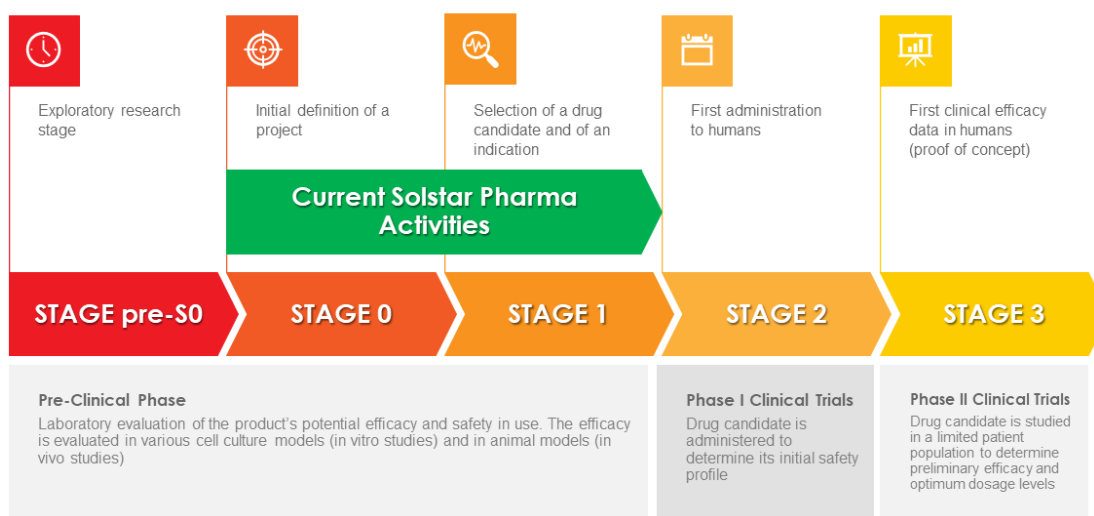 Exploratory research
stage
Initial definition of a
project
Selection of a drug
candidate and of an
indication
First administration
to humans
First clinical efficacy
data in humans
(proof of concept)
Current Solstar Pharma
Activities
STAGE pre-S0
STAGE 0
STAGE 1
STAGE 2
STAGE 3
Pre-Clinical Phase
Laboratory evaluation of the product's potential efficacy and safety in use. The efficacy
is evaluated in various cell culture models (in vitro studies) and in animal models (in
vivo studies)
Phase I Clinical Trials
Drug candidate is
administered to
determine its initial safety
profile
Phase II Clinical Trials
Drug candidate is studied
in a limited patient
population to determine
preliminary efficacy and
optimum dosage levels